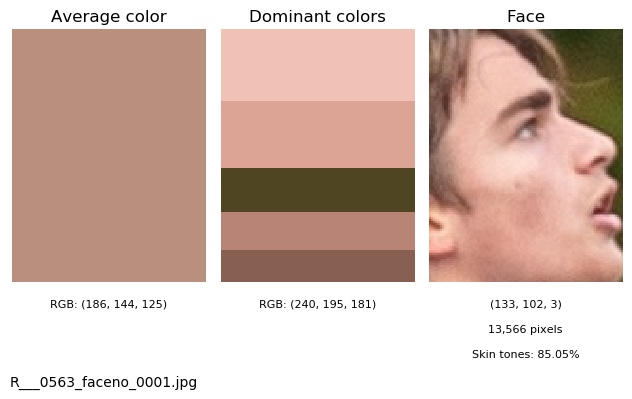 Average color
Dominant colors
Face
RGB: (186, 144, 125)
RGB: (240, 195, 181)
(133, 102, 3)
13,566 pixels
Skin tones: 85.05%
R___0563_faceno_0001.jpg